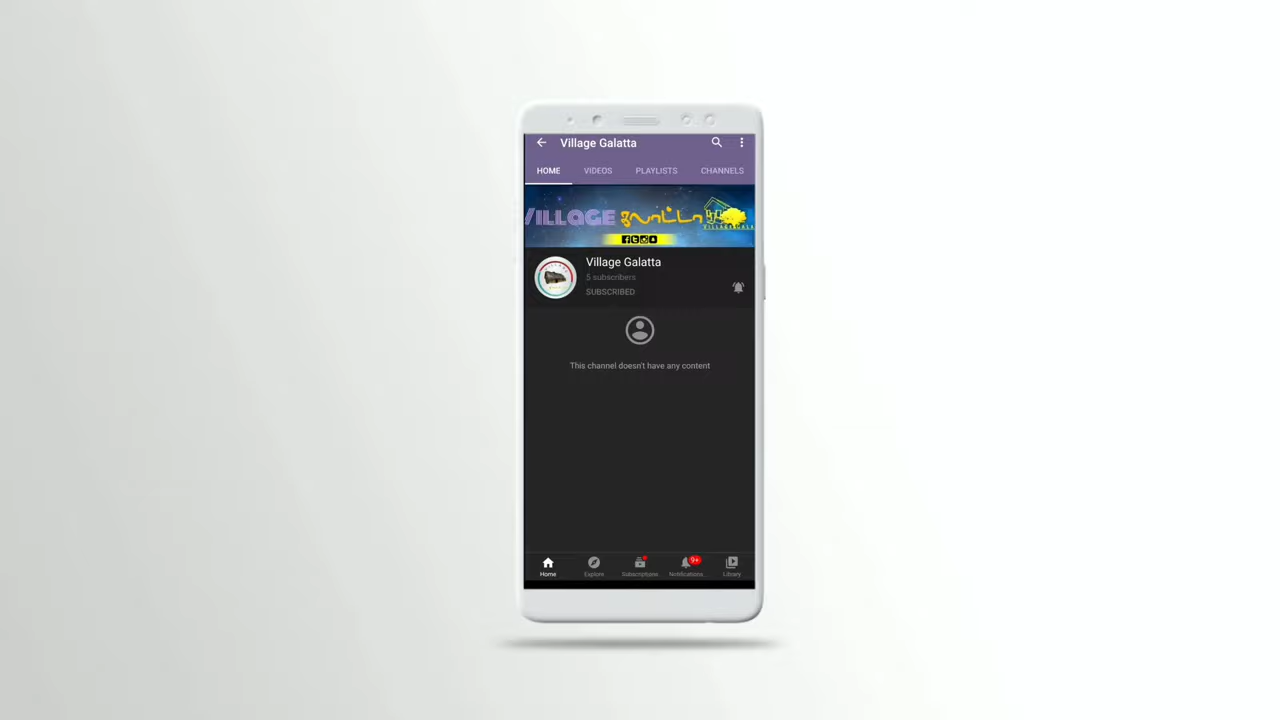 Village Galatta
HOME VIDEOS PLAYLISTS CHANNELS
VILLAGE கலாட்டா
Village Galatta
5 subscribers
SUBSCRIBED
This channel doesn't have any content
9+
Home Explore Subscriptions Notifications Library